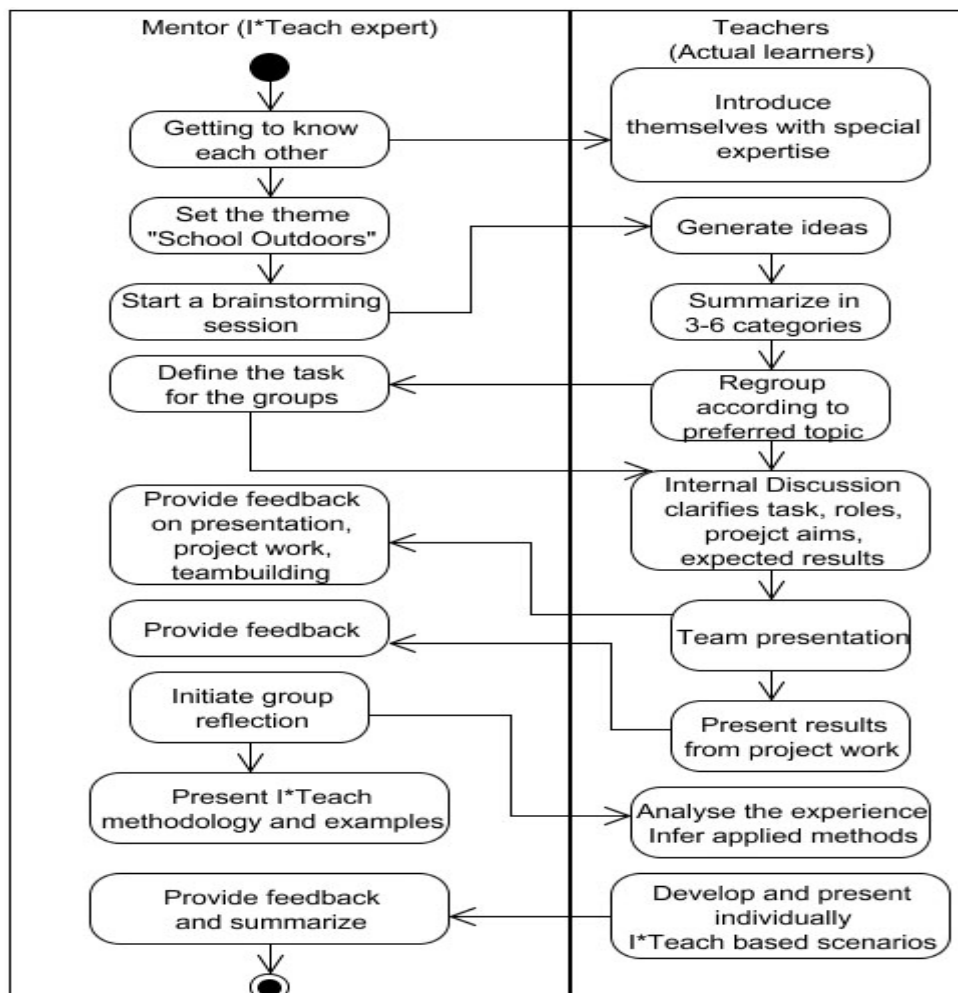 Mentor (I*Teach expert)
Teachers
(Actual learners)
Getting to know
each other
Introduce
themselves with special
expertise
Set the theme
"School Outdoors"
Generate ideas
Start a brainstorming
session
Summarize in
3-6 categories
Define the task
for the groups
Regroup
according to
preferred topic
Provide feedback
on presentation,
project work,
teambuilding
Internal Discussion
clarifies task, roles,
proejct aims,
expected results
Provide feedback
Team presentation
Initiate group
reflection
Present results
from project work
Present I*Teach
methodology and examples
Analyse the experience
Infer applied methods
Provide feedback
and summarize
Develop and present
individually
I*Teach based scenarios